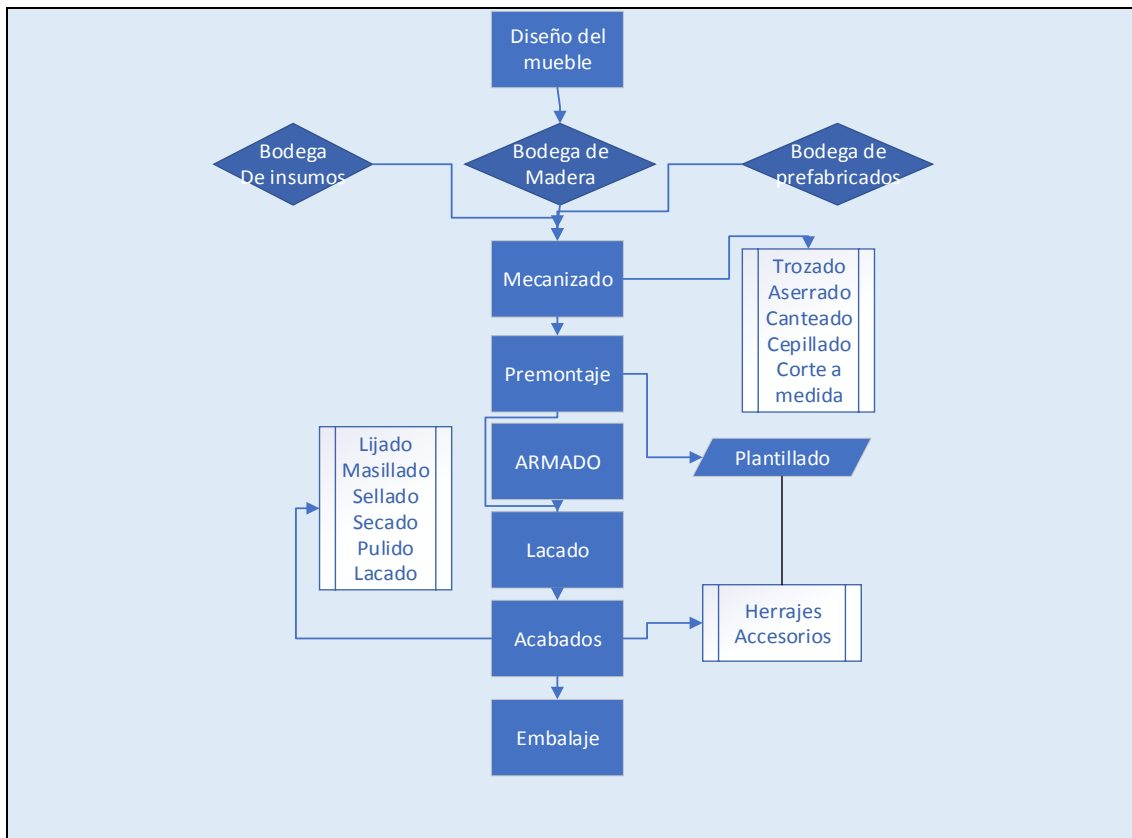 Diseño del
mueble
Bodega
De insumos
Bodega de
Madera
Bodega de
prefabricados
Mecanizado
Trozado
Aserrado
Canteado
Cepillado
Corte a
medida
Premontaje
Lijado
Masillado
Sellado
Secado
Pulido
Lacado
ARMADO
Plantillado
Lacado
Acabados
Herrajes
Accesorios
Embalaje